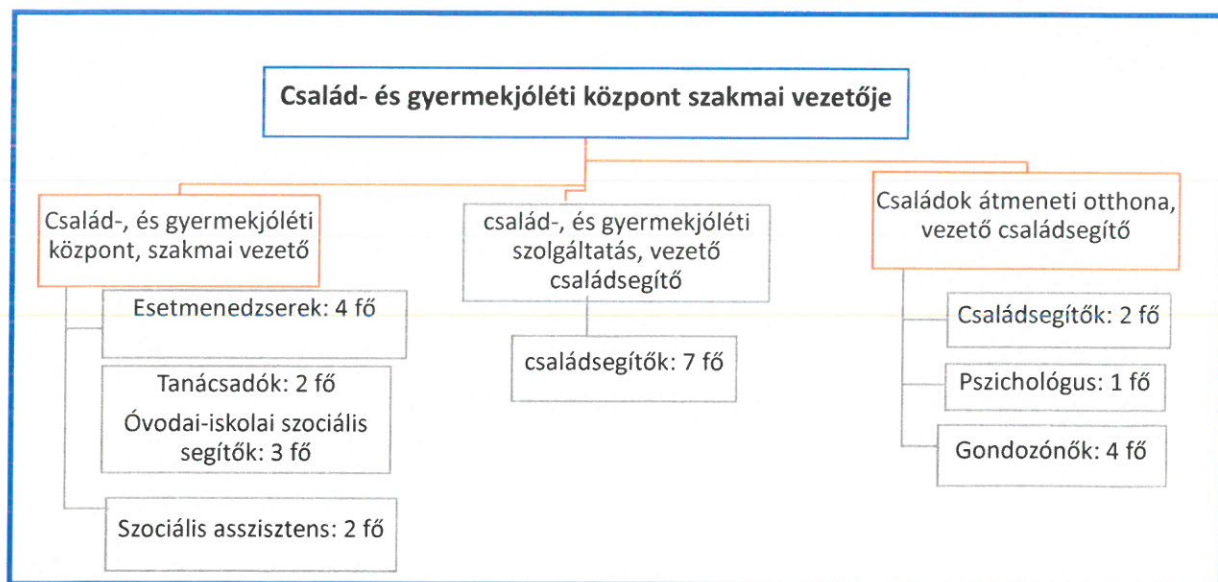 Család- és gyermekjóléti központ szakmai vezetője
Család-, és gyermekjóléti
központ, szakmai vezető
Esetmenedzserek: 4 fő
Tanácsadók: 2 fő
Óvodai-iskolai szociális
segítők: 3 fő
Szociális asszisztens: 2 fő
család-, és gyermekjóléti
szolgáltatás, vezető
családsegítő
családsegítők: 7 fő
Családok átmeneti otthona,
vezető családsegítő
Családsegítők: 2 fő
Pszichológus: 1 fő
Gondozónők: 4 fő